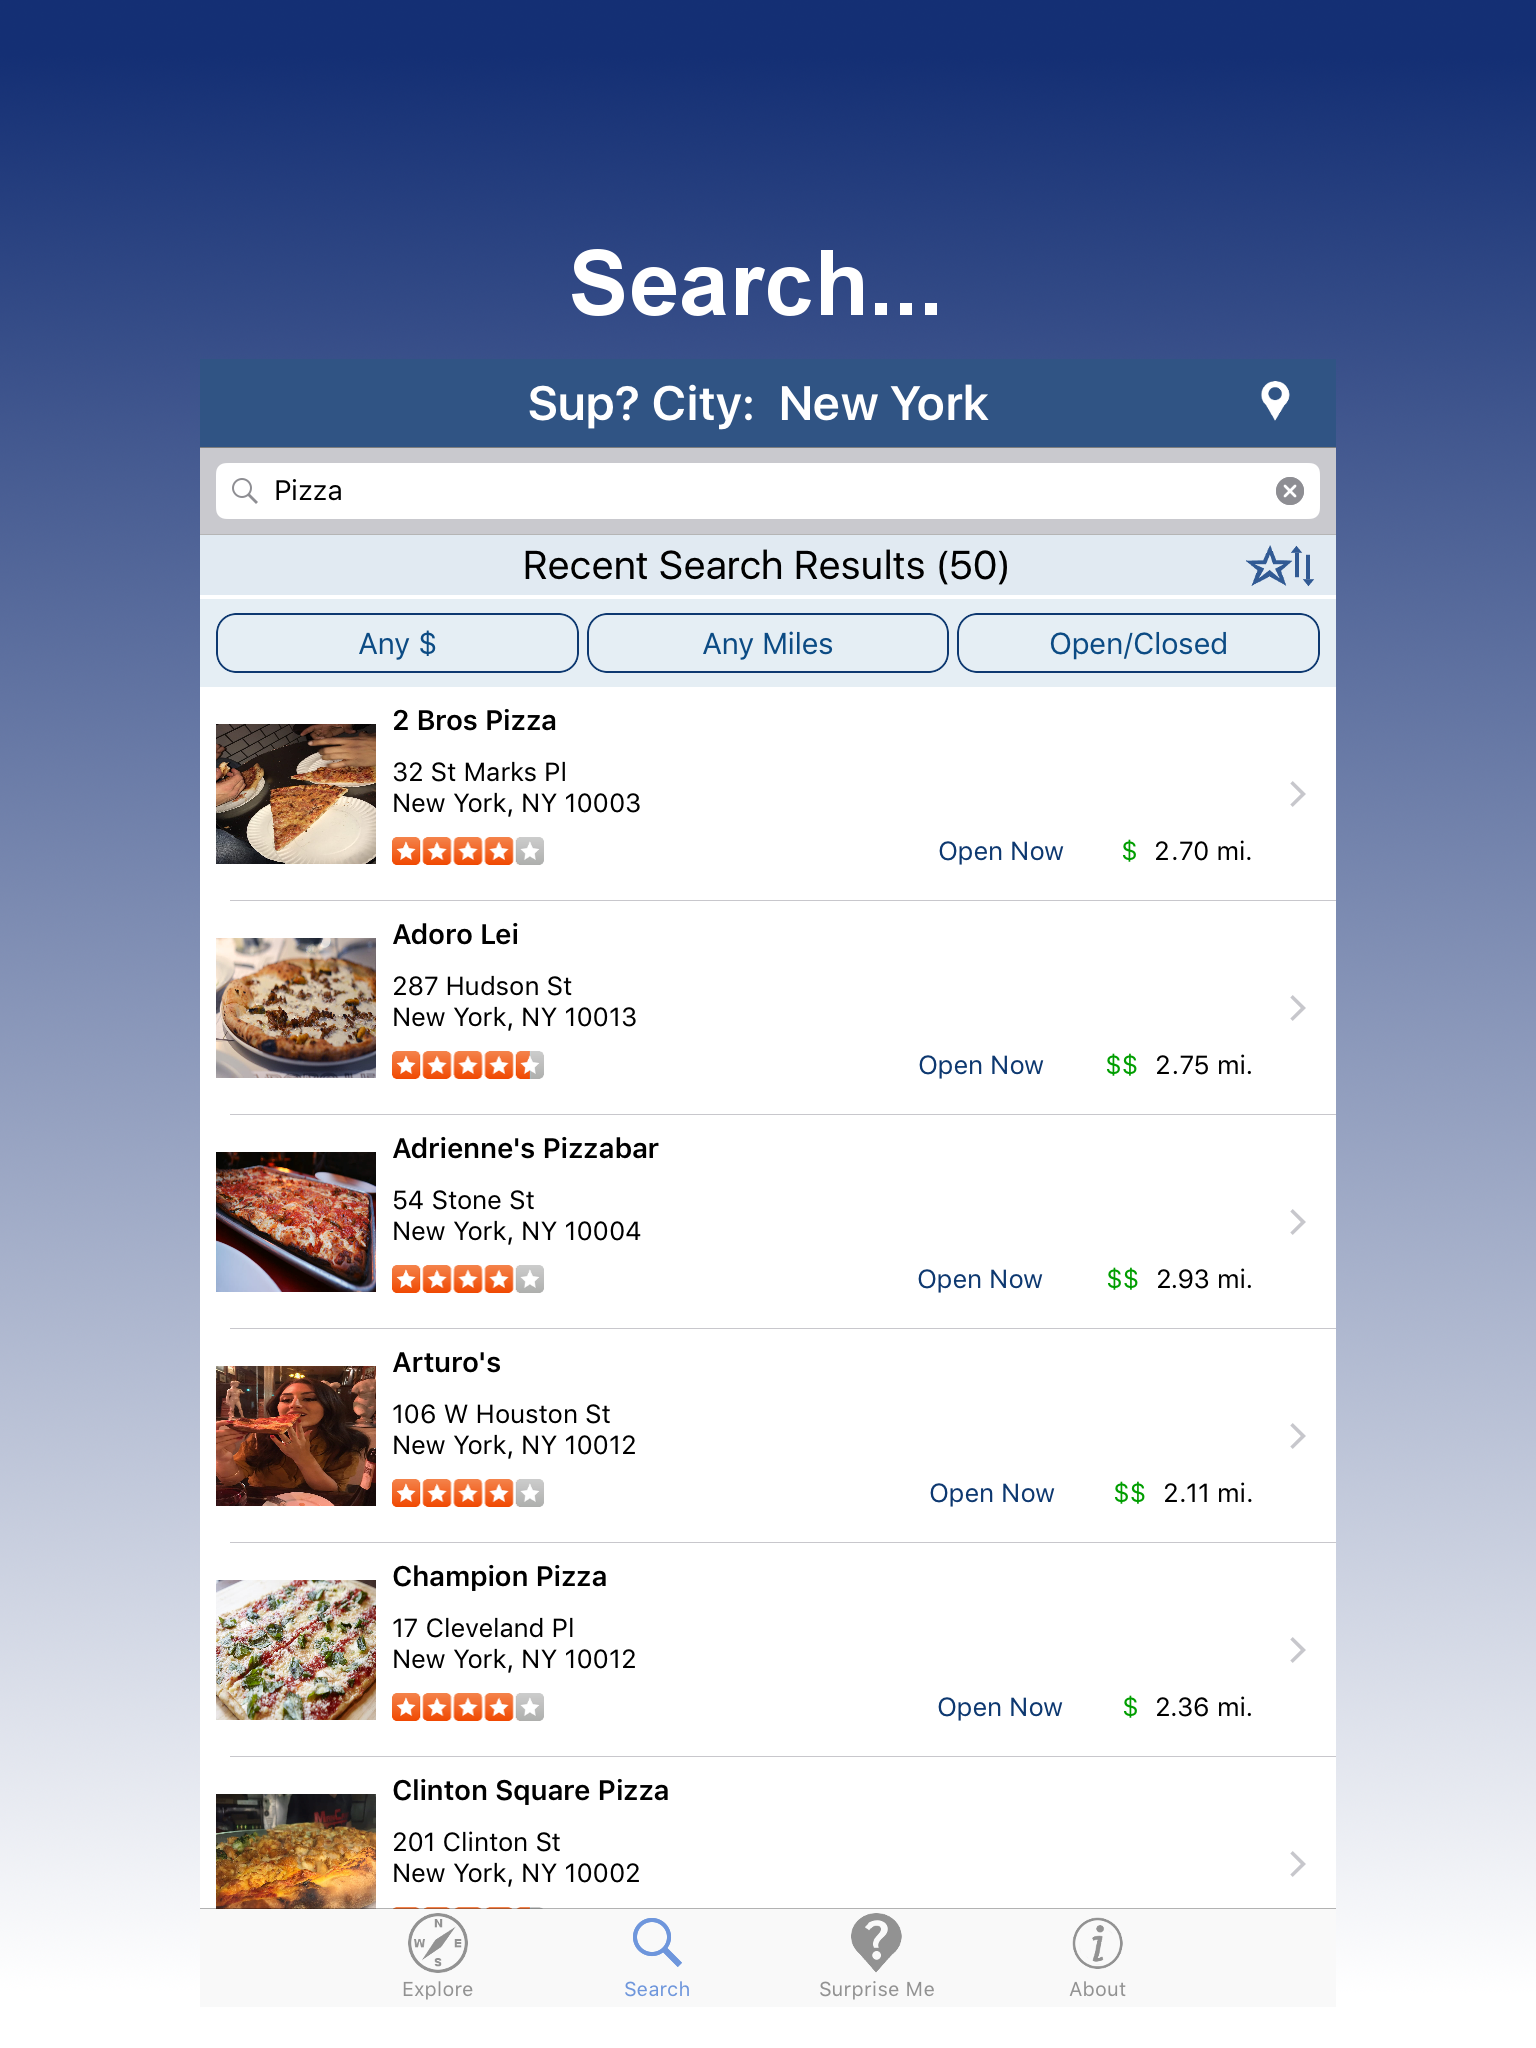 Search...
Sup? City: New York
Pizza
Recent Search Results (50)
Any $
Any Miles
Open/Closed
2 Bros Pizza
32 St Marks Pl
New York, NY 10003
Open Now $ 2.70 mi.
Adoro Lei
287 Hudson St
New York, NY 10013
Open Now $$ 2.75 mi.
Adrienne's Pizzabar
54 Stone St
New York, NY 10004
Open Now $$ 2.93 mi.
Arturo's
106 W Houston St
New York, NY 10012
Open Now $$ 2.11 mi.
Champion Pizza
17 Cleveland Pl
New York, NY 10012
Open Now $ 2.36 mi.
Clinton Square Pizza
201 Clinton St
New York, NY 10002
N
W E
S
?
i
Explore
Search
Surprise Me
About